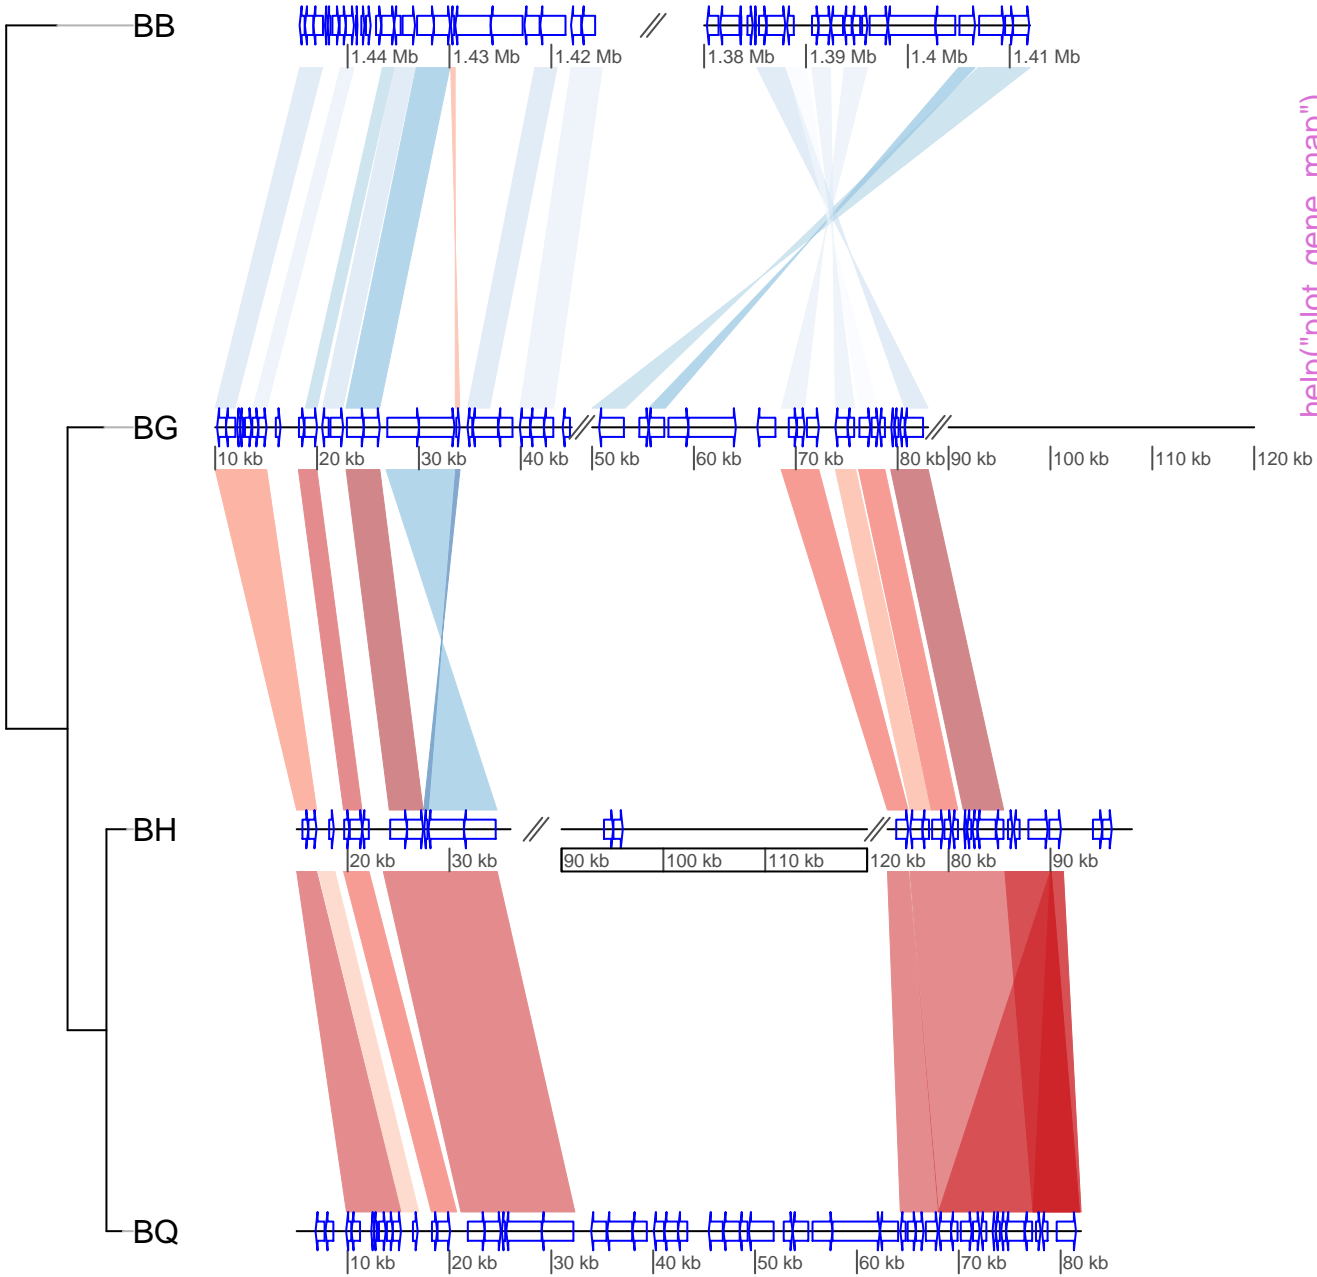 BB
1.44 Mb 1.43 Mb 1.42 Mb 1.38 Mb 1.39 Mb 1.4 Mb 1.41 Mb
help("plot_gene_map")
BG
10 kb 20 kb 30 kb 40 kb 50 kb 60 kb 70 kb 80 kb 90 kb 100 kb 110 kb 120 kb
BH
20 kb 30 kb 90 kb 100 kb 110 kb 120 kb 80 kb 90 kb
BQ
10 kb 20 kb 30 kb 40 kb 50 kb 60 kb 70 kb 80 kb